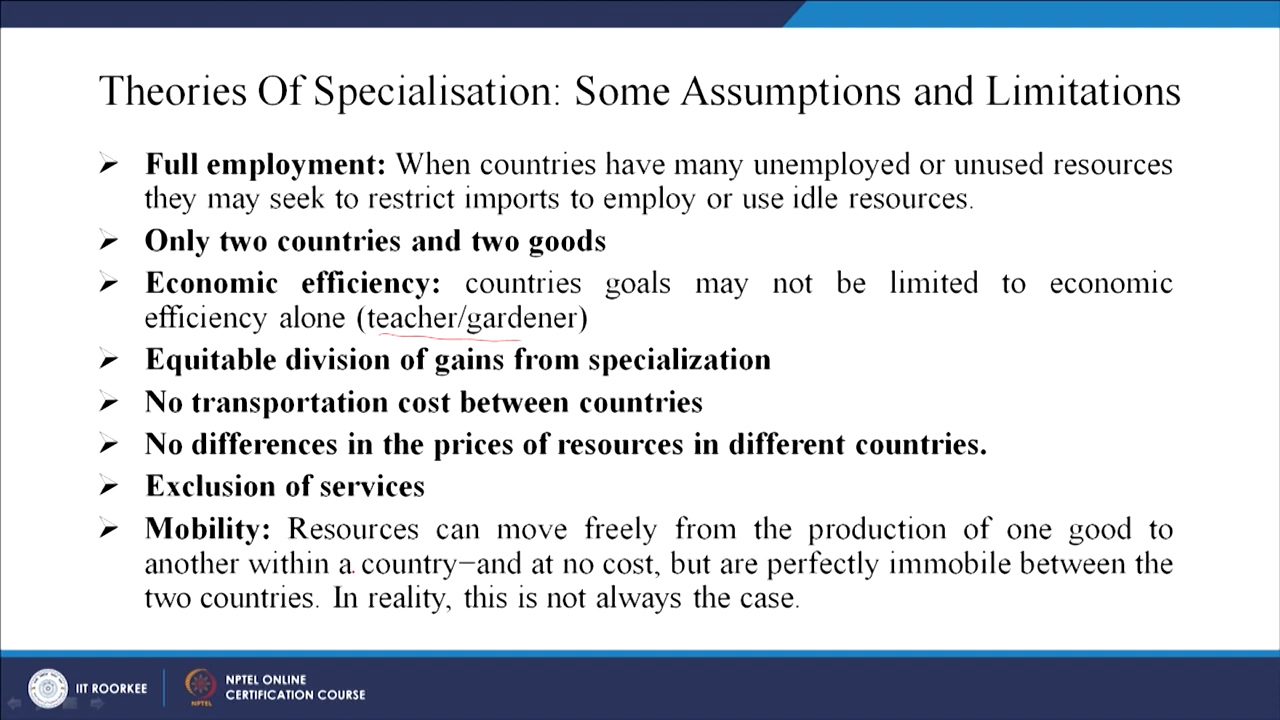 Theories Of Specialisation: Some Assumptions and Limitations
➢ Full employment: When countries have many unemployed or unused resources
they may seek to restrict imports to employ or use idle resources.
➢ Only two countries and two goods
➢ Economic efficiency: countries goals may not be limited to economic
efficiency alone (teacher/gardener)
➢ Equitable division of gains from specialization
➢ No transportation cost between countries
➢ No differences in the prices of resources in different countries.
➢ Exclusion of services
➢ Mobility: Resources can move freely from the production of one good to
another within a country−and at no cost, but are perfectly immobile between the
two countries. In reality, this is not always the case.
IIT ROORKEE
NPTEL
NPTEL ONLINE
CERTIFICATION COURSE